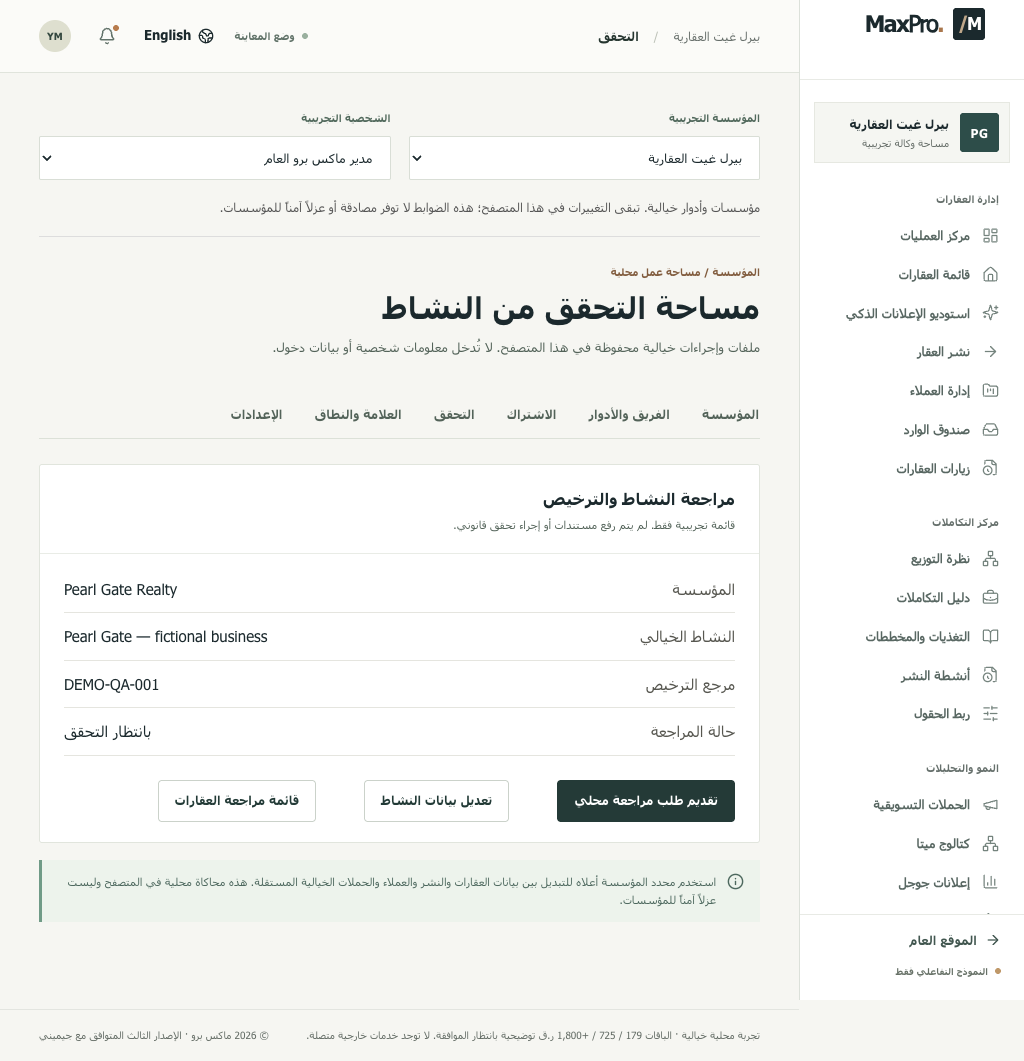 MaxPro.
/M
بيرل غيت العقارية / التحقق
وضع المعاينة
English
YM
PG
بيرل غيت العقارية
مساحة وكالة تجريبية
إدارة العقارات
مركز العمليات
قائمة العقارات
استوديو الإعلانات الذكي
نشر العقار
إدارة العملاء
صندوق الوارد
زيارات العقارات
مركز التكاملات
نظرة التوزيع
دليل التكاملات
التغذيات والمخططات
أنشطة النشر
ربط الحقول
النمو والتحليلات
الحملات التسويقية
كتالوج ميتا
إعلانات جوجل
الموقع العام
النموذج التفاعلي فقط
المؤسسة التجريبية
بيرل غيت العقارية
الشخصية التجريبية
مدير ماكس برو العام
مؤسسات وأدوار خيالية. تبقى التغييرات في هذا المتصفح؛ هذه الضوابط لا توفر مصادقة أو عزلاً آمناً للمؤسسات.
المؤسسة / مساحة عمل محلية
مساحة التحقق من النشاط
ملفات وإجراءات خيالية محفوظة في هذا المتصفح. لا تُدخل معلومات شخصية أو بيانات دخول.
المؤسسة
الفريق والأدوار
الاشتراك
التحقق
العلامة والنطاق
الإعدادات
مراجعة النشاط والترخيص
قائمة تجريبية فقط. لم يتم رفع مستندات أو إجراء تحقق قانوني.
المؤسسة Pearl Gate Realty
النشاط الخيالي Pearl Gate — fictional business
مرجع الترخيص DEMO-QA-001
حالة المراجعة بانتظار التحقق
تقديم طلب مراجعة محلي
تعديل بيانات النشاط
قائمة مراجعة العقارات
استخدم محدد المؤسسة أعلاه للتبديل بين بيانات العقارات والنشر والعملاء والحملات الخيالية المستقلة. هذه محاكاة محلية في المتصفح وليست
عزلاً آمناً للمؤسسات.
تجربة محلية خيالية · الباقات 179 / 725 / +1,800 ر.ق توضيحية بانتظار الموافقة. لا توجد خدمات خارجية متصلة.
© 2026 ماكس برو · الإصدار الثالث المتوافق مع جيميني